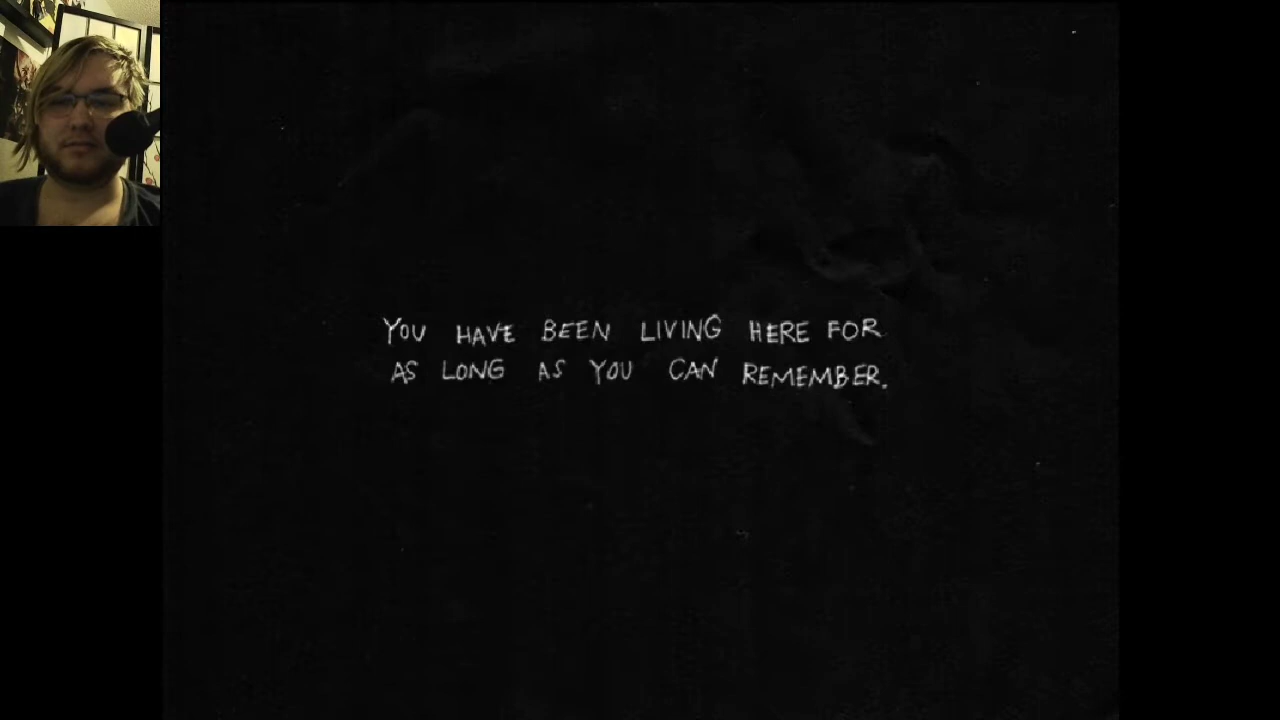 YOU HAVE BEEN LIVING HERE FOR
AS LONG AS YOU CAN REMEMBER.